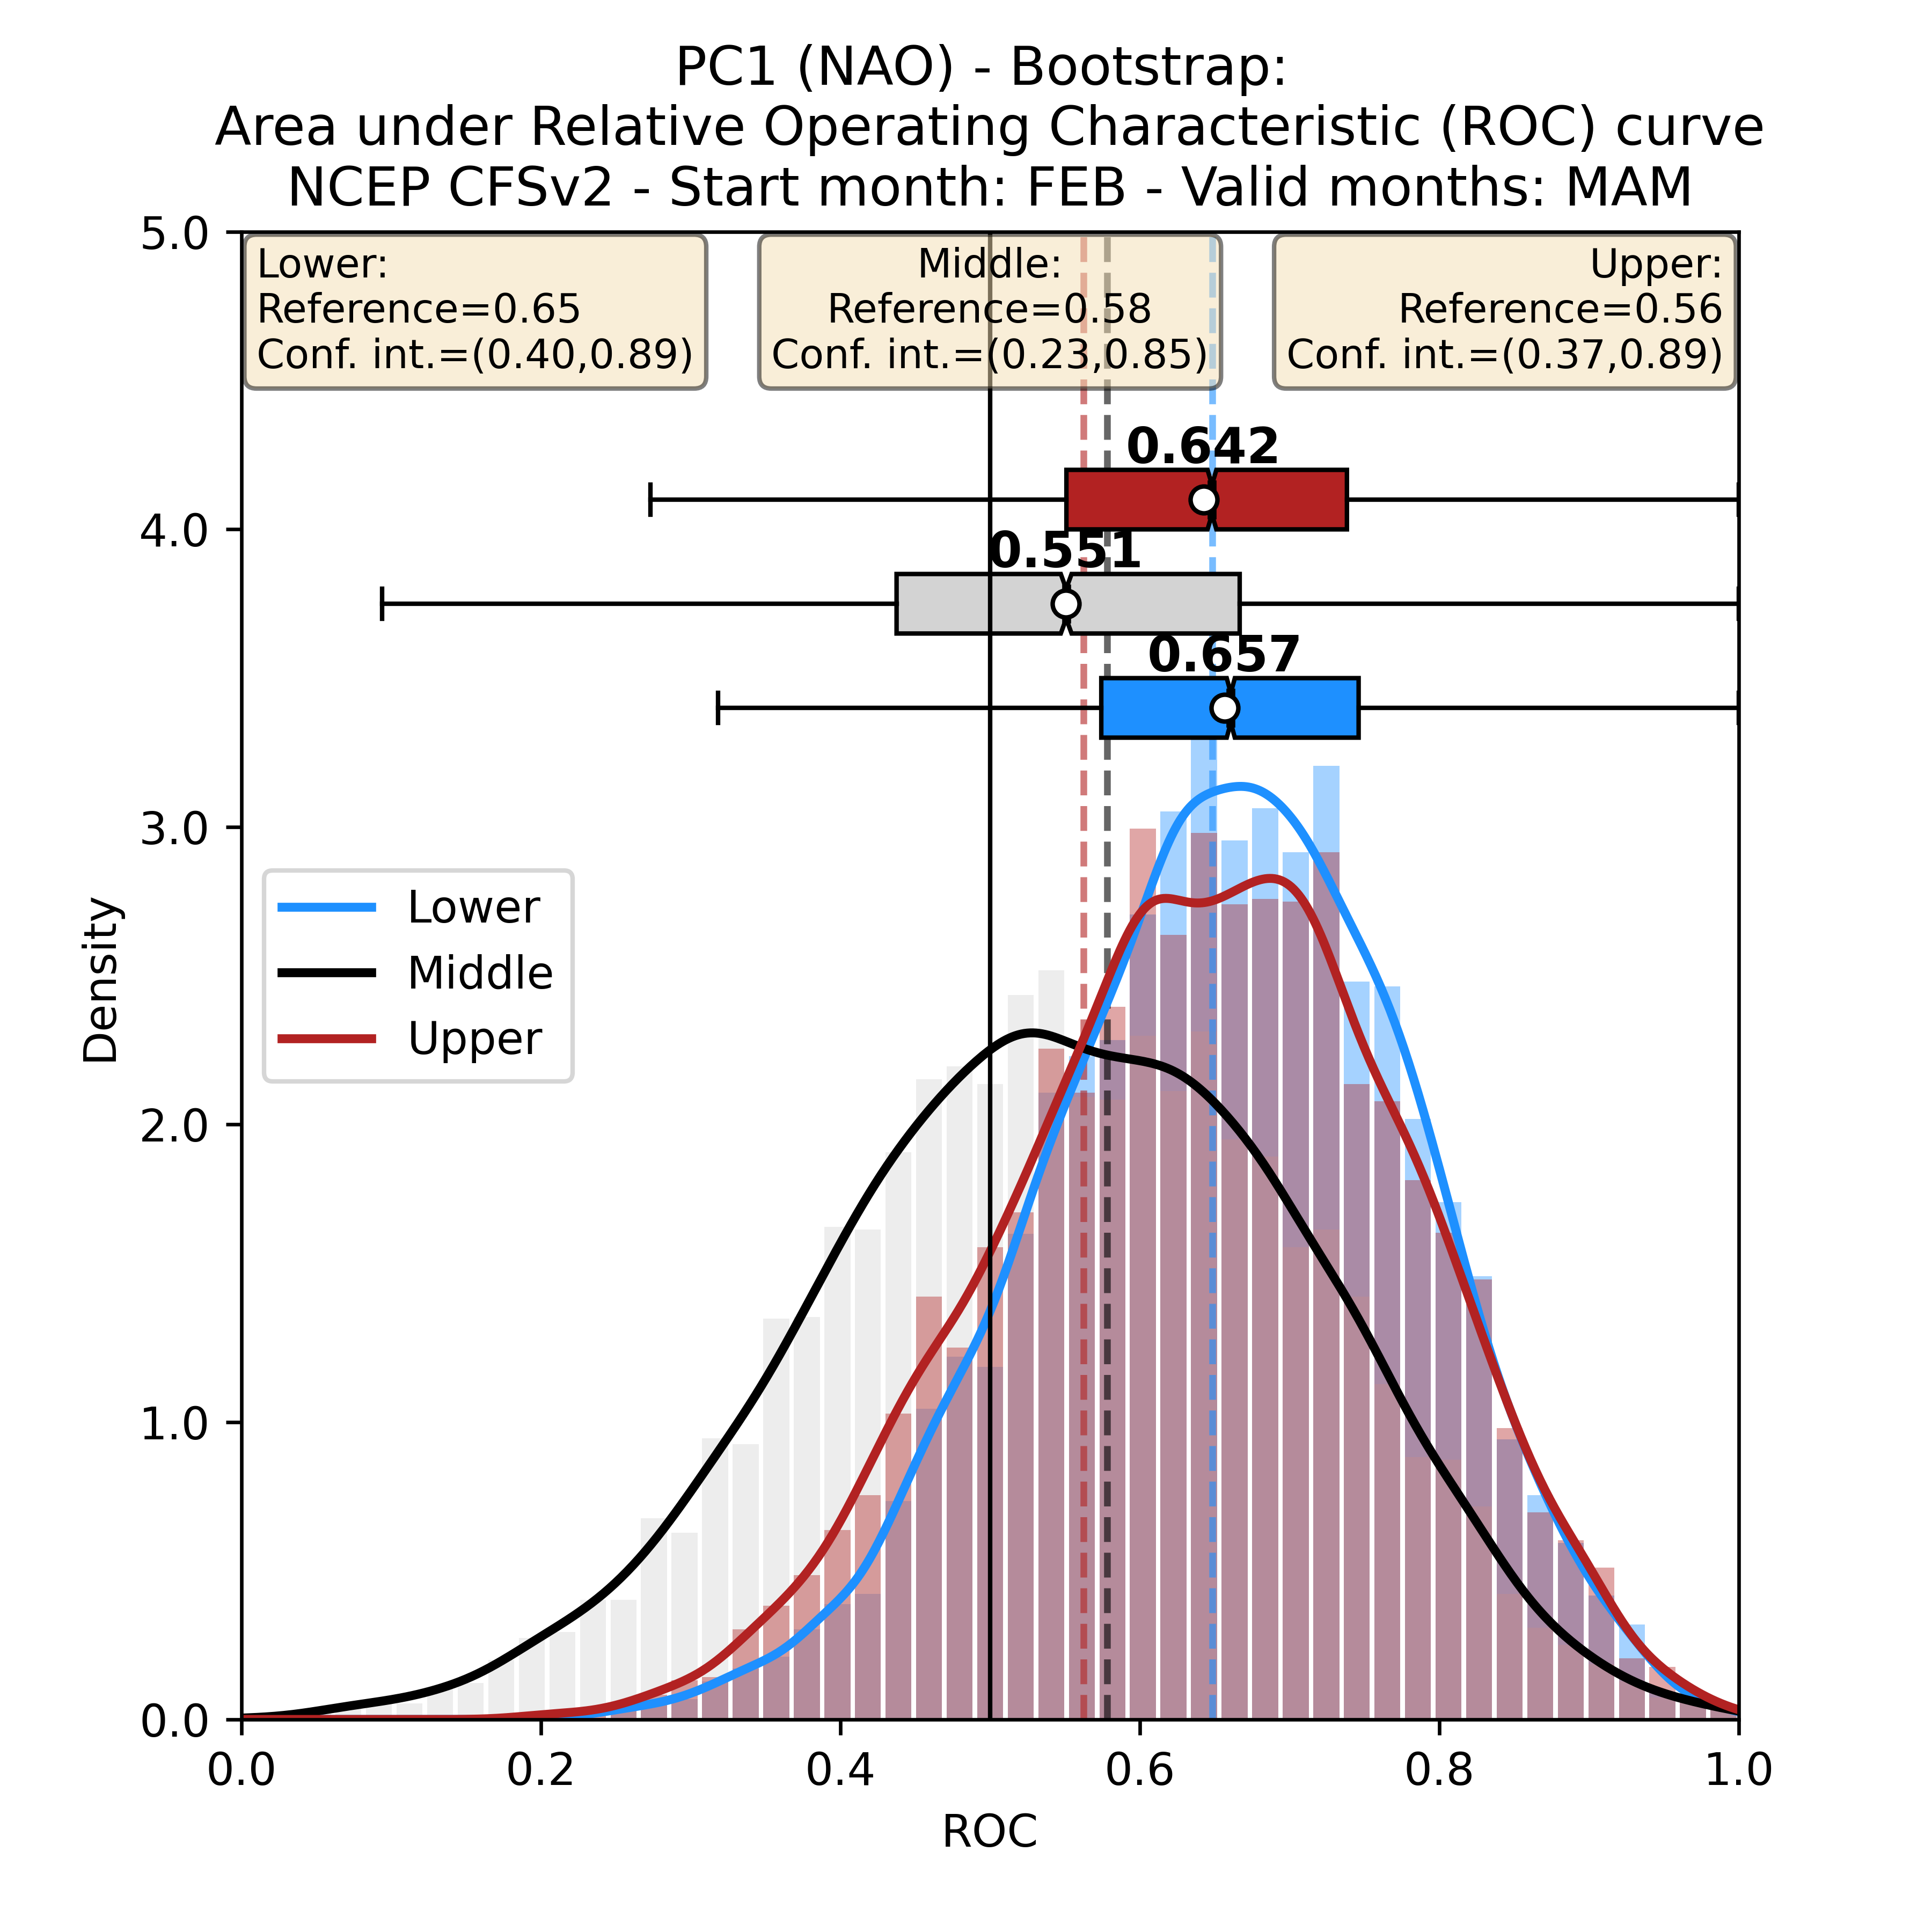 PC1 (NAO) - Bootstrap:
Area under Relative Operating Characteristic (ROC) curve
NCEP CFSv2 - Start month: FEB - Valid months: MAM
Lower:
Reference=0.65
Conf. int.=(0.40,0.89)
Middle:
Reference=0.58
Conf. int.=(0.23,0.85)
Upper:
Reference=0.56
Conf. int.=(0.37,0.89)
0.642
0.551
0.657
5.0
4.0
3.0
2.0
1.0
0.0
Density
Lower
Middle
Upper
0.0 0.2 0.4 0.6 0.8 1.0
ROC